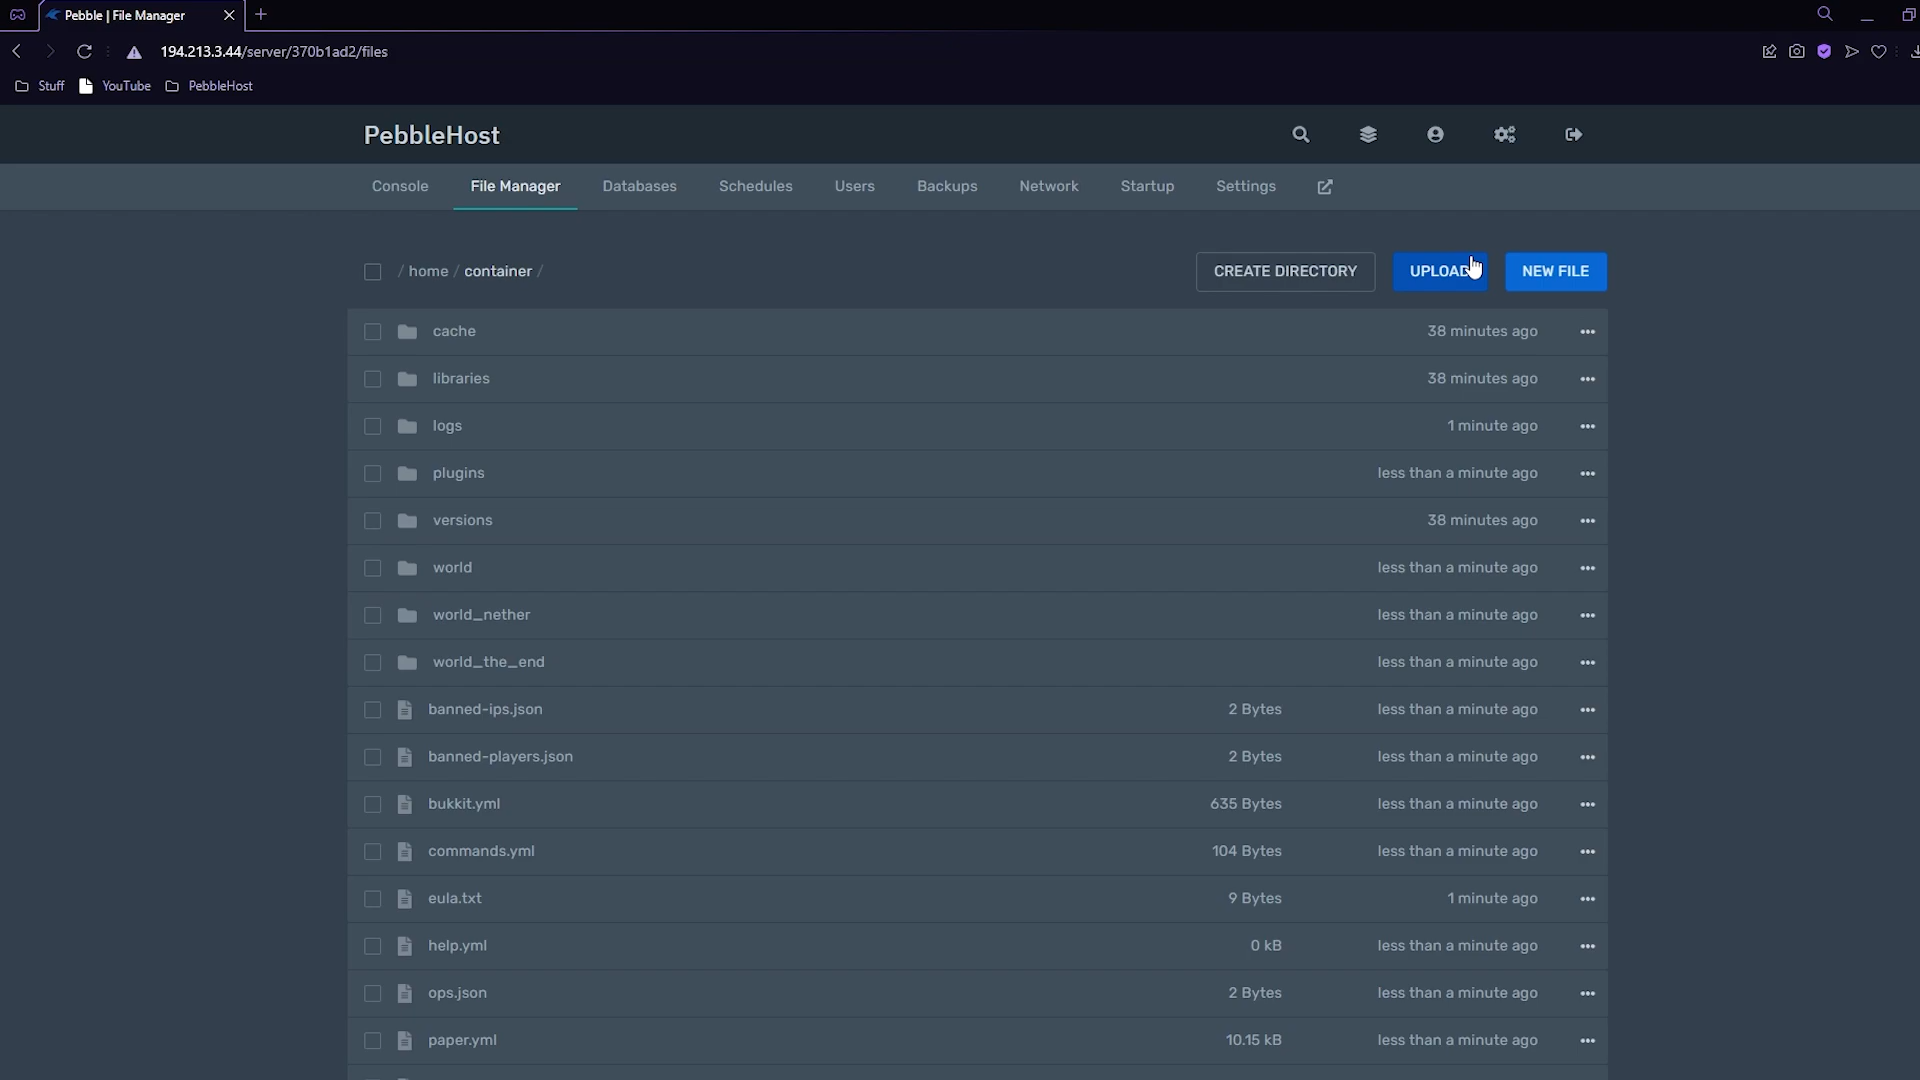 Pebble | File Manager
194.213.3.44/server/370b1ad2/files
Stuff YouTube PebbleHost
PebbleHost
Console File Manager Databases Schedules Users Backups Network Startup Settings
/ home / container / CREATE DIRECTORY UPLOAD NEW FILE
cache 38 minutes ago
libraries 38 minutes ago
logs 1 minute ago
plugins less than a minute ago
versions 38 minutes ago
world less than a minute ago
world_nether less than a minute ago
world_the_end less than a minute ago
banned-ips.json 2 Bytes less than a minute ago
banned-players.json 2 Bytes less than a minute ago
bukkit.yml 635 Bytes less than a minute ago
commands.yml 104 Bytes less than a minute ago
eula.txt 9 Bytes 1 minute ago
help.yml 0 kB less than a minute ago
ops.json 2 Bytes less than a minute ago
paper.yml 10.15 kB less than a minute ago